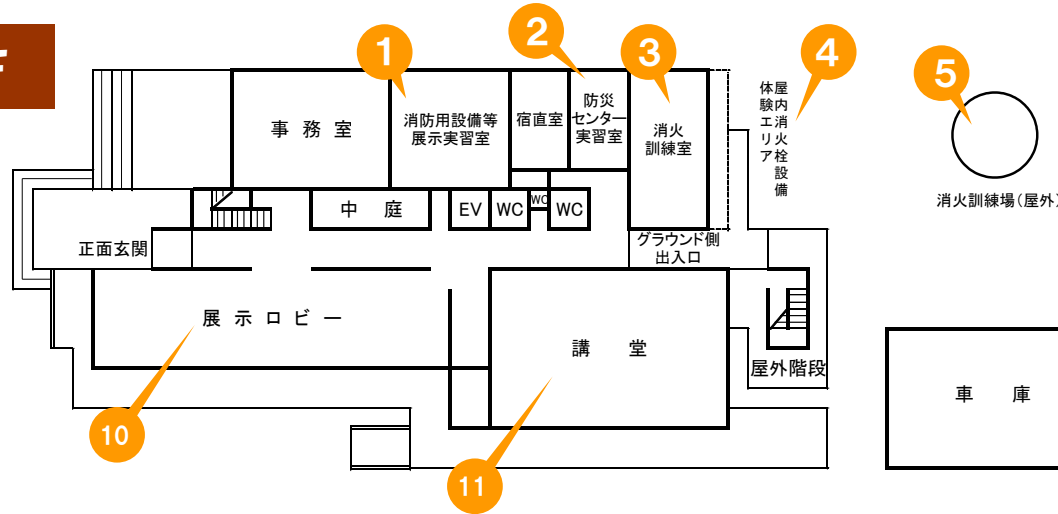 1
2
3
4
5
事 務 室
消防用設備等
展示実習室
宿直室
防災
センター
実習室
消火
訓練室
屋内消火栓設備
体験エリア
消火訓練場(屋外)
中 庭
EV
WC
WC
WC
正面玄関
グラウンド側
出入口
展 示 ロ ビ ー
講 堂
屋外階段
車 庫
10
11